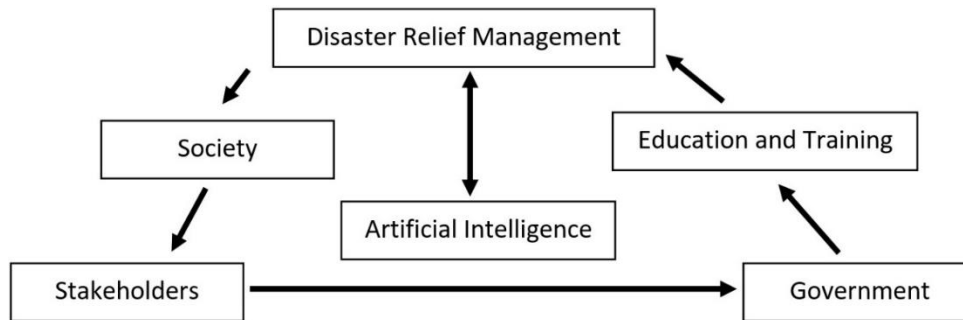 Disaster Relief Management
Society
Education and Training
Artificial Intelligence
Stakeholders
Government